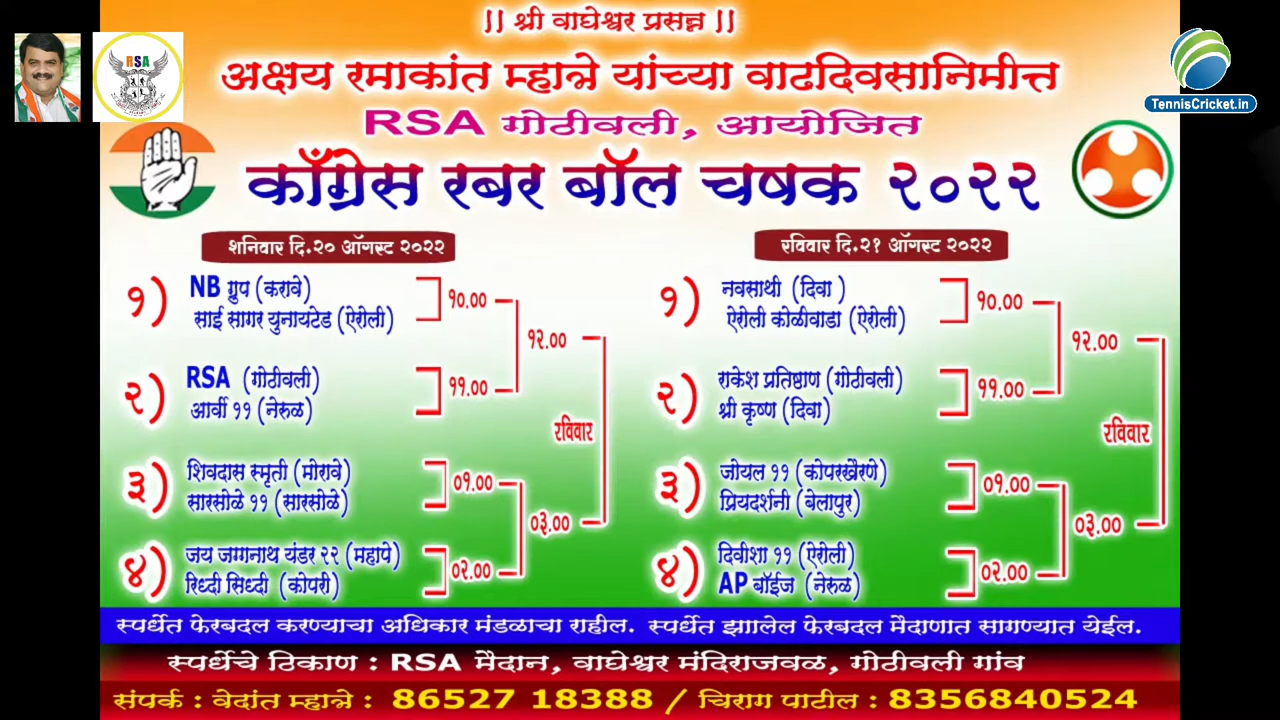 || श्री वाघेश्वर प्रसन्न ||
RSA
TennisCricket.in
अक्षय रमाकांत म्हात्रे यांच्या वाढदिवसानिमीत्त
RSA गोठीवली, आयोजित
काँग्रेस रबर बॉल चषक २०२२
शनिवार दि.२० ऑगस्ट २०२२
१) NB ग्रुप (करावे)
साई सागर युनायटेड (ऐरोली)
१०.००
१२.००
२) RSA (गोठीवली)
आर्वी ११ (नेरुळ)
११.००
रविवार
३) शिवदास स्मृती (मोरावे)
सारसोळे ११ (सारसोळे)
०१.००
०३.००
४) जय जगन्नाथ यंडर २२ (महापे)
रिध्दी सिध्दी (कोपरी)
०२.००
रविवार दि.२१ ऑगस्ट २०२२
१) नवसाथी (दिवा )
ऐरोली कोळीवाडा (ऐरोली)
१०.००
१२.००
२) राकेश प्रतिष्ठाण (गोठीवली)
श्री कृष्ण (दिवा)
११.००
रविवार
३) जोयल ११ (कोपरखैरणे)
प्रियदर्शनी (बेलापुर)
०१.००
०३.००
४) दिवीशा ११ (ऐरोली)
AP बॉईज (नेरुळ)
०२.००
स्पर्धेत फेरबदल करण्याचा अधिकार मंडळाचा राहील. स्पर्धेत झालेल फेरबदल मैदाणात सागण्यात येईल.
स्पर्धेचे ठिकाण : RSA मैदान, वाघेश्वर मंदिराजवळ, गोठीवली गांव
संपर्क : वेदांत म्हात्रे : 86527 18388 / चिराग पाटील : 8356840524